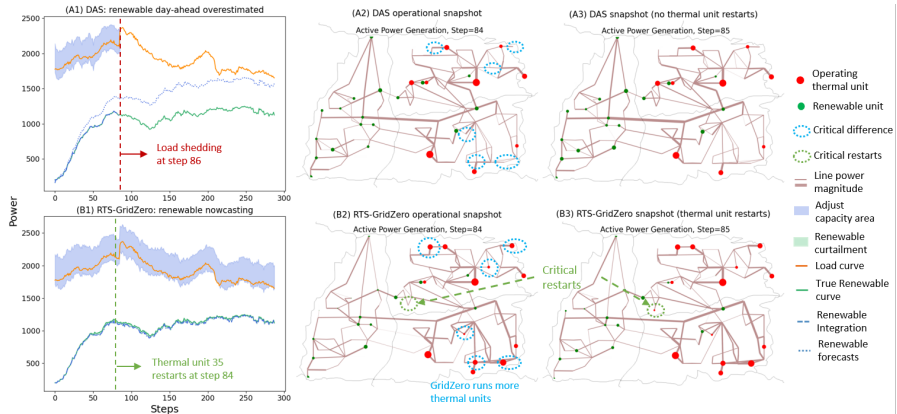 (A1) DAS: renewable day-ahead overestimated
2500
2000
1500
1000
500
0
50
100
150
200
250
300
Load shedding
at step 86
Power
(A2) DAS operational snapshot
Active Power Generation, Step=84
(A3) DAS snapshot (no thermal unit restarts)
Active Power Generation, Step=85
(B1) RTS-GridZero: renewable nowcasting
2500
2000
1500
1000
500
0
50
100
150
200
250
300
Steps
Thermal unit 35
restarts at step 84
(B2) RTS-GridZero operational snapshot
Active Power Generation, Step=84
Critical
restarts
GridZero runs more
thermal units
(B3) RTS-GridZero snapshot (thermal unit restarts)
Active Power Generation, Step=85
Operating
thermal unit
Renewable unit
Critical difference
Critical restarts
Line power
magnitude
Adjust
capacity area
Renewable
curtailment
Load curve
True Renewable
curve
Renewable
Integration
Renewable
forecasts